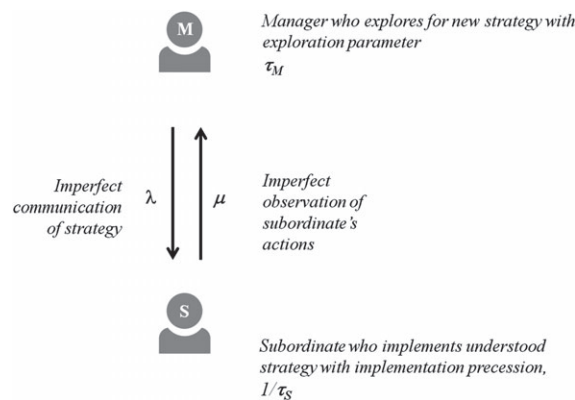 M
Manager who explores for new strategy with
exploration parameter
τM
Imperfect
communication
of strategy
λ
μ
Imperfect
observation of
subordinate's
actions
S
Subordinate who implements understood
strategy with implementation precession,
1/τS